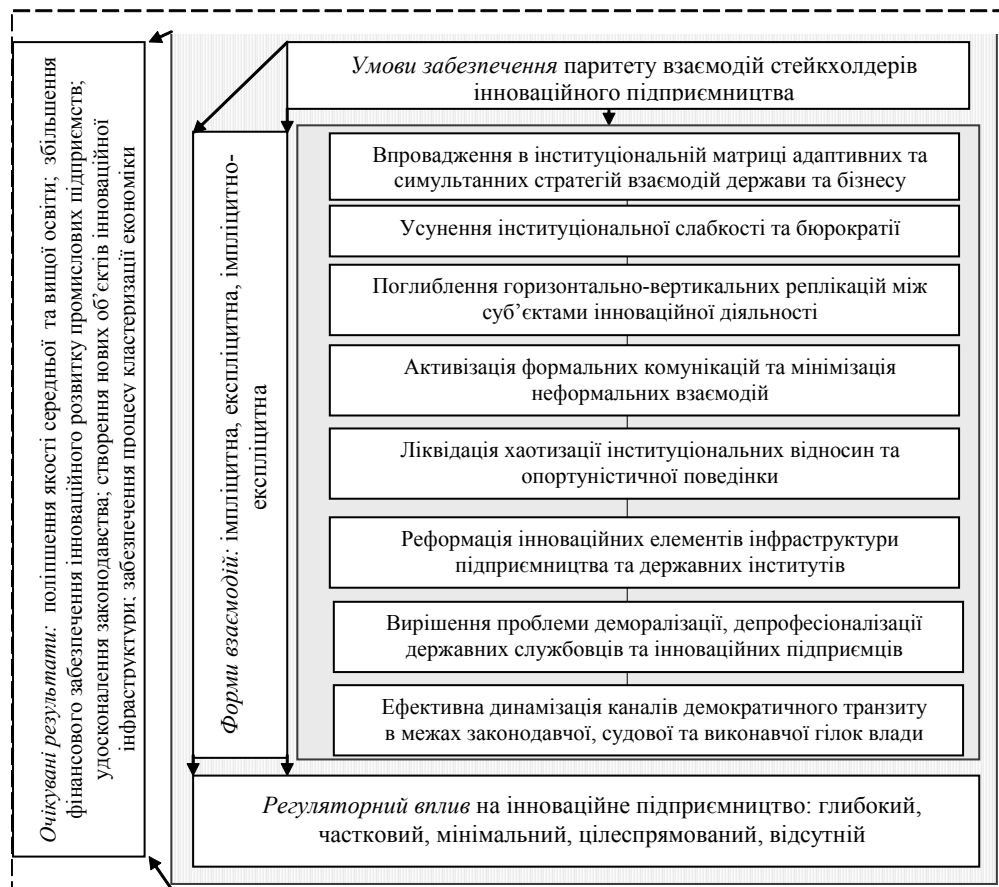 Очікувані результати: поліпшення якості середньої та вищої освіти; збільшення
фінансового забезпечення інноваційного розвитку промислових підприємств;
удосконалення законодавства; створення нових об’єктів інноваційної
інфраструктури; забезпечення процесу кластеризації економіки
Умови забезпечення паритету взаємодій стейкхолдерів
інноваційного підприємництва
Форми взаємодій: імпліцитна, експліцитна, імпліцитно-
експліцитна
Впровадження в інституціональній матриці адаптивних та
симультанних стратегій взаємодій держави та бізнесу
Усунення інституціональної слабкості та бюрократії
Поглиблення горизонтально-вертикальних реплікацій між
суб’єктами інноваційної діяльності
Активізація формальних комунікацій та мінімізація
неформальних взаємодій
Ліквідація хаотизації інституціональних відносин та
опортуністичної поведінки
Реформація інноваційних елементів інфраструктури
підприємництва та державних інститутів
Вирішення проблеми деморалізації, депрофесіоналізації
державних службовців та інноваційних підприємців
Ефективна динамізація каналів демократичного транзиту
в межах законодавчої, судової та виконавчої гілок влади
Регуляторний вплив на інноваційне підприємництво: глибокий,
частковий, мінімальний, цілеспрямований, відсутній